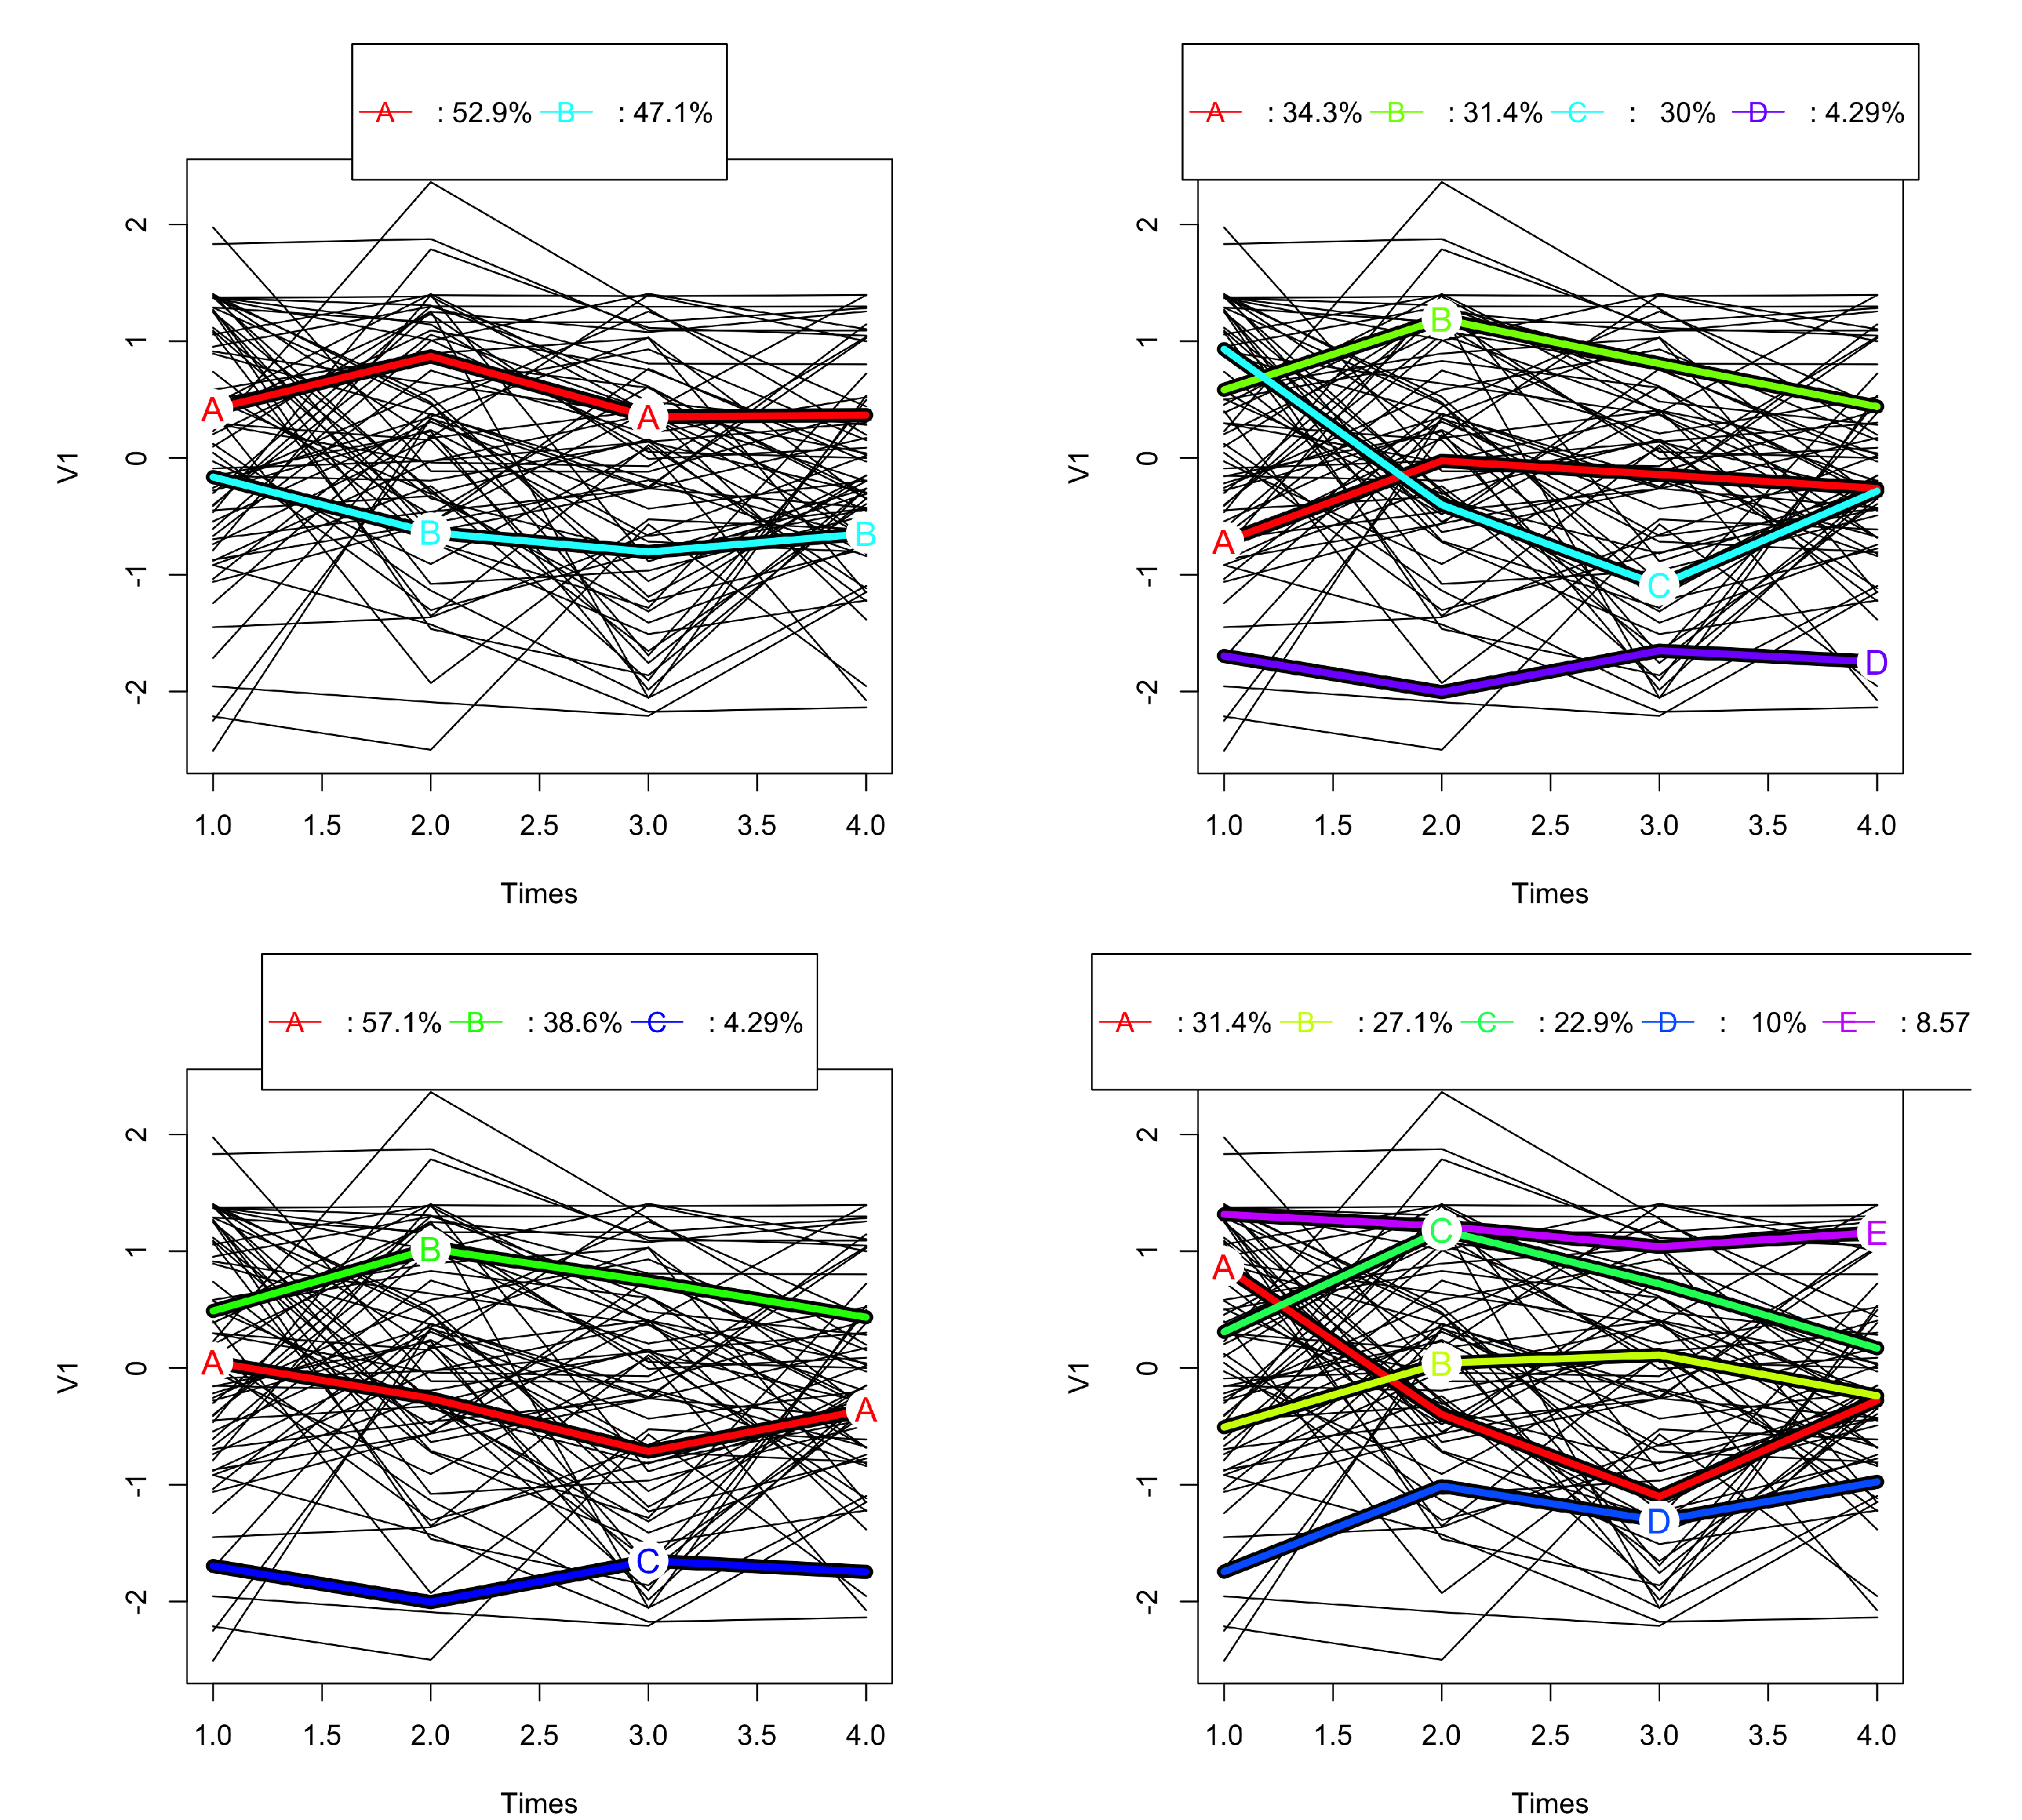 A : 52.9% B : 47.1%
2
1
0
-1
-2
V1
A
A
B
B
1.0 1.5 2.0 2.5 3.0 3.5 4.0
Times
A : 34.3% B : 31.4% C : 30% D : 4.29%
2
1
0
-1
-2
V1
B
A
C
D
1.0 1.5 2.0 2.5 3.0 3.5 4.0
Times
A : 57.1% B : 38.6% C : 4.29%
2
1
0
-1
-2
V1
B
A
A
C
1.0 1.5 2.0 2.5 3.0 3.5 4.0
Times
A : 31.4% B : 27.1% C : 22.9% D : 10% E : 8.57
2
1
0
-1
-2
V1
C
E
A
B
D
1.0 1.5 2.0 2.5 3.0 3.5 4.0
Times